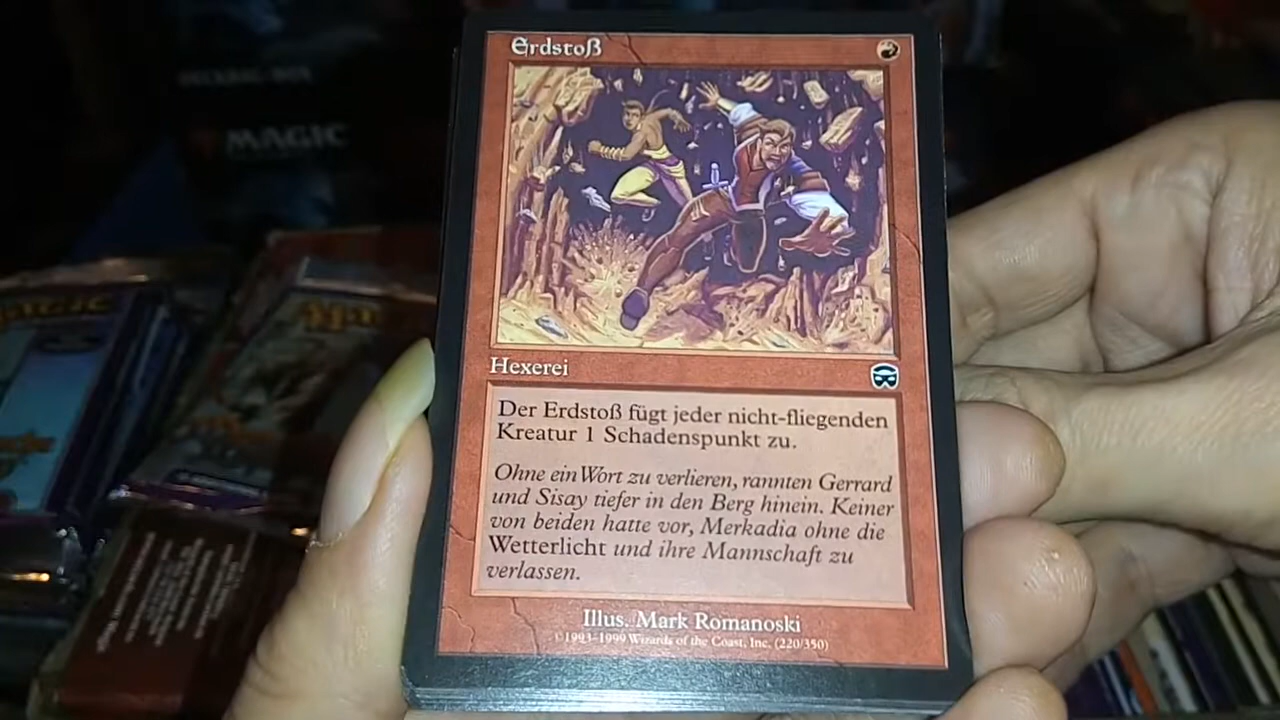 MAGIC
Erdstoß
Hexerei
Der Erdstoß fügt jeder nicht-fliegenden
Kreatur 1 Schadenspunkt zu.
Ohne ein Wort zu verlieren, rannten Gerrard
und Sisay tiefer in den Berg hinein. Keiner
von beiden hatte vor, Merkadia ohne die
Wetterlicht und ihre Mannschaft zu
verlassen.
Illus. Mark Romanoski
©1993-1999 Wizards of the Coast, Inc. (220/350)